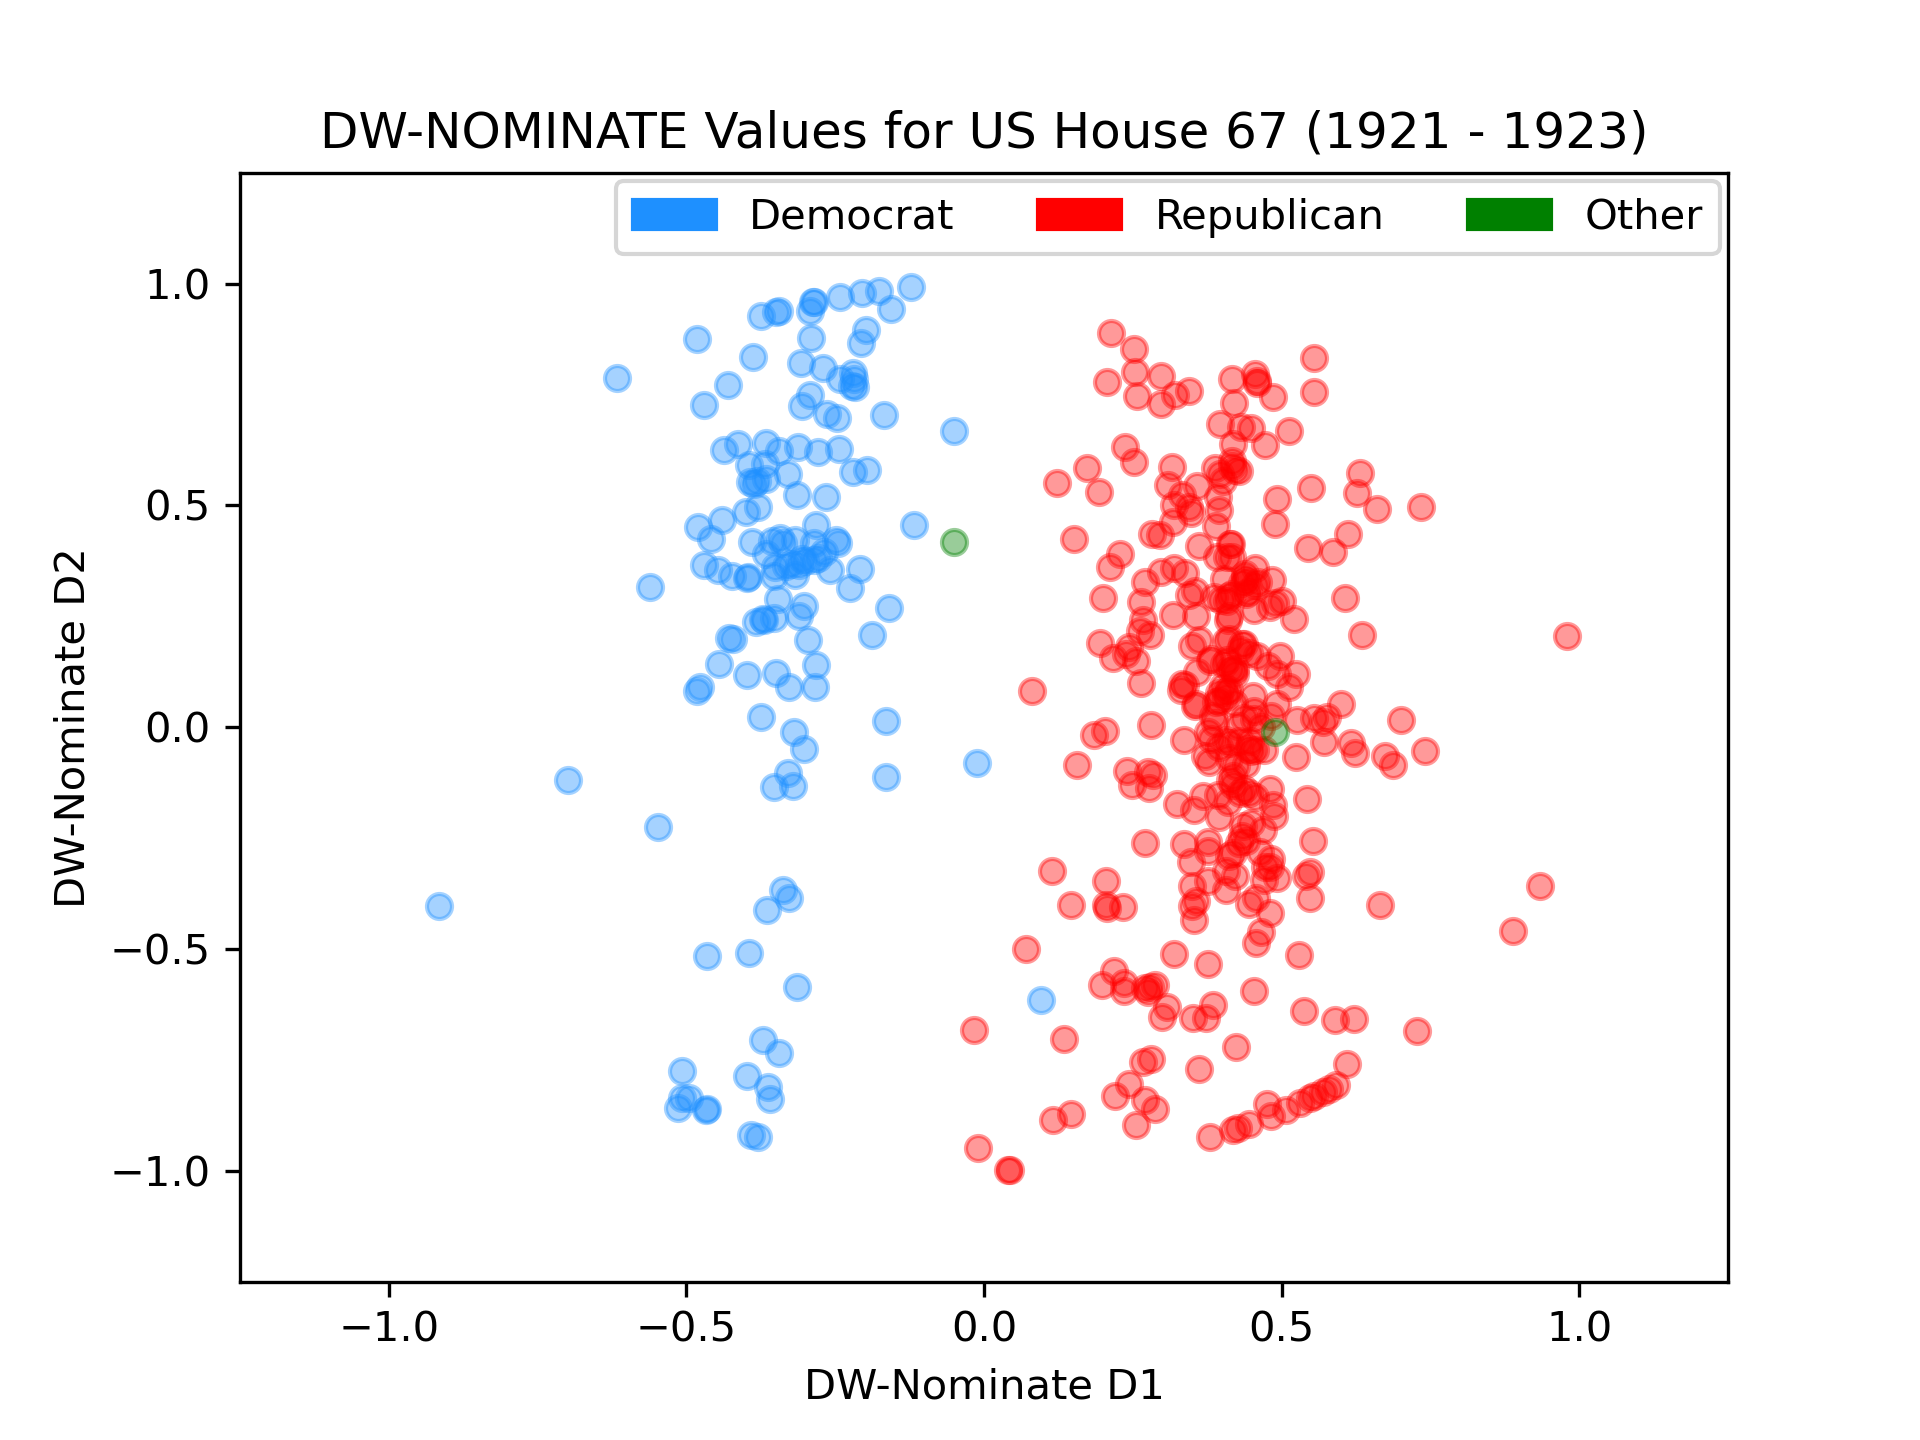 DW-NOMINATE Values for US House 67 (1921 - 1923)
Democrat Republican Other
1.0
0.5
0.0
−0.5
−1.0
DW-Nominate D2
−1.0 −0.5 0.0 0.5 1.0
DW-Nominate D1